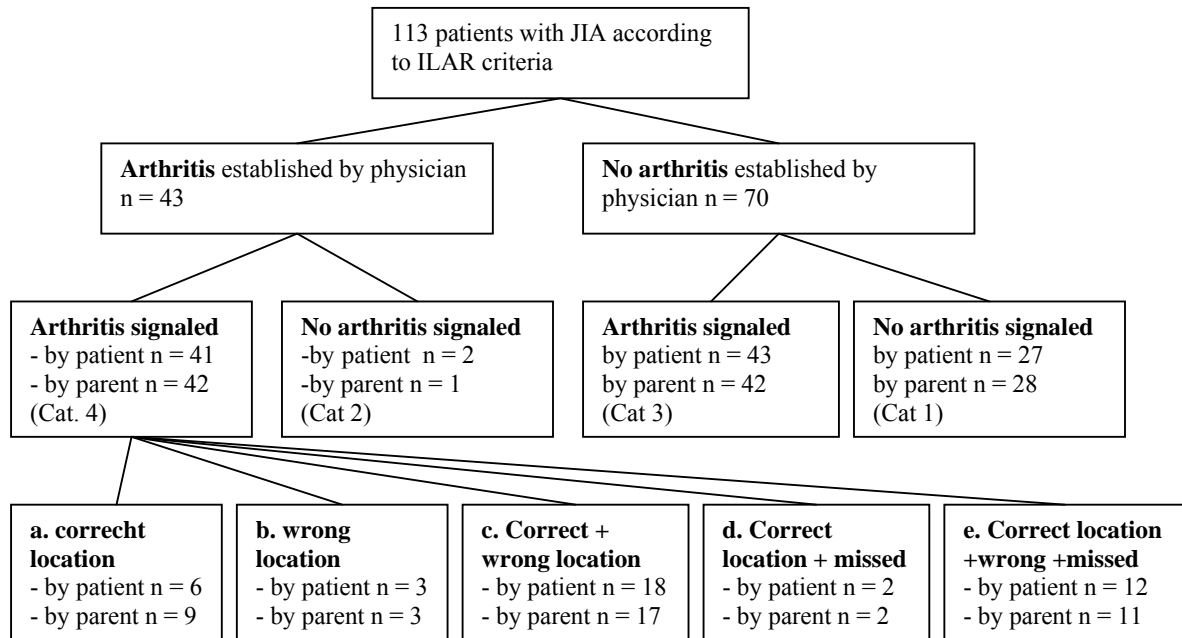 113 patients with JIA according
to ILAR criteria
Arthritis established by physician
n = 43
No arthritis established by
physician n = 70
Arthritis signaled
- by patient n = 41
- by parent n = 42
(Cat. 4)
No arthritis signaled
-by patient n = 2
-by parent n = 1
(Cat 2)
Arthritis signaled
by patient n = 43
by parent n = 42
(Cat 3)
No arthritis signaled
by patient n = 27
by parent n = 28
(Cat 1)
a. correcht
location
- by patient n = 6
- by parent n = 9
b. wrong
location
- by patient n = 3
- by parent n = 3
c. Correct +
wrong location
- by patient n = 18
- by parent n = 17
d. Correct
location + missed
- by patient n = 2
- by parent n = 2
e. Correct location
+wrong +missed
- by patient n = 12
- by parent n = 11